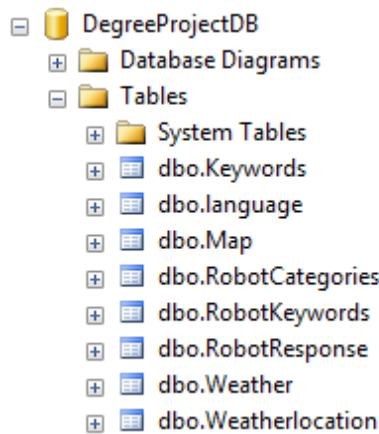 DegreeProjectDB
Database Diagrams
Tables
System Tables
dbo.Keywords
dbo.language
dbo.Map
dbo.RobotCategories
dbo.RobotKeywords
dbo.RobotResponse
dbo.Weather
dbo.Weatherlocation